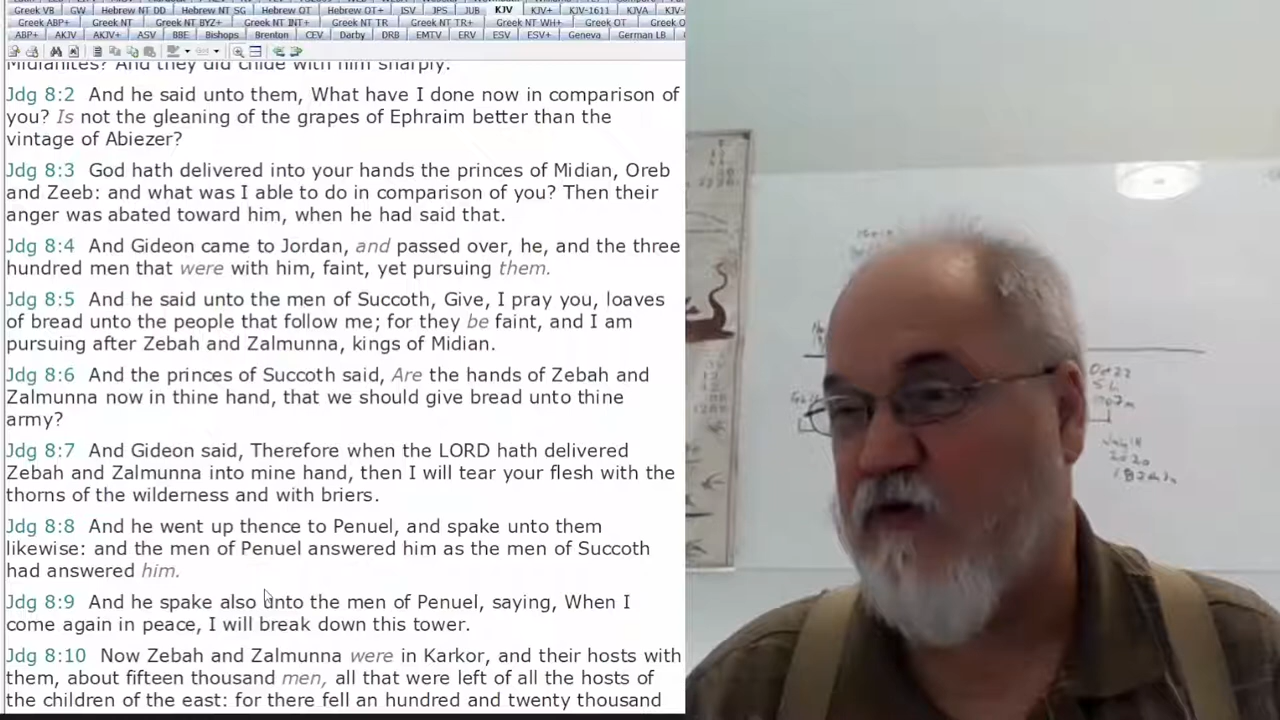 Greek VB GW Hebrew NT DD Hebrew NT SG Hebrew OT Hebrew OT+ ISV JPS JUB KJV KJV+ KJV-1611 KJVA KJV-
Greek ABP+ Greek NT Greek NT BYZ+ Greek NT INT+ Greek NT TR Greek NT TR+ Greek NT WH+ Greek OT Greek O
ABP+ AKJV AKJV+ ASV BBE Bishops Brenton CEV Darby DRB EMTV ERV ESV ESV+ Geneva German LB
Midianites? And they did chide with him sharply.
Jdg 8:2 And he said unto them, What have I done now in comparison of
you? Is not the gleaning of the grapes of Ephraim better than the
vintage of Abiezer?
Jdg 8:3 God hath delivered into your hands the princes of Midian, Oreb
and Zeeb: and what was I able to do in comparison of you? Then their
anger was abated toward him, when he had said that.
Jdg 8:4 And Gideon came to Jordan, and passed over, he, and the three
hundred men that were with him, faint, yet pursuing them.
Jdg 8:5 And he said unto the men of Succoth, Give, I pray you, loaves
of bread unto the people that follow me; for they be faint, and I am
pursuing after Zebah and Zalmunna, kings of Midian.
Jdg 8:6 And the princes of Succoth said, Are the hands of Zebah and
Zalmunna now in thine hand, that we should give bread unto thine
army?
Jdg 8:7 And Gideon said, Therefore when the LORD hath delivered
Zebah and Zalmunna into mine hand, then I will tear your flesh with the
thorns of the wilderness and with briers.
Jdg 8:8 And he went up thence to Penuel, and spake unto them
likewise: and the men of Penuel answered him as the men of Succoth
had answered him.
Jdg 8:9 And he spake also unto the men of Penuel, saying, When I
come again in peace, I will break down this tower.
Jdg 8:10 Now Zebah and Zalmunna were in Karkor, and their hosts with
them, about fifteen thousand men, all that were left of all the hosts of
the children of the east: for there fell an hundred and twenty thousand
Oct 22
2020